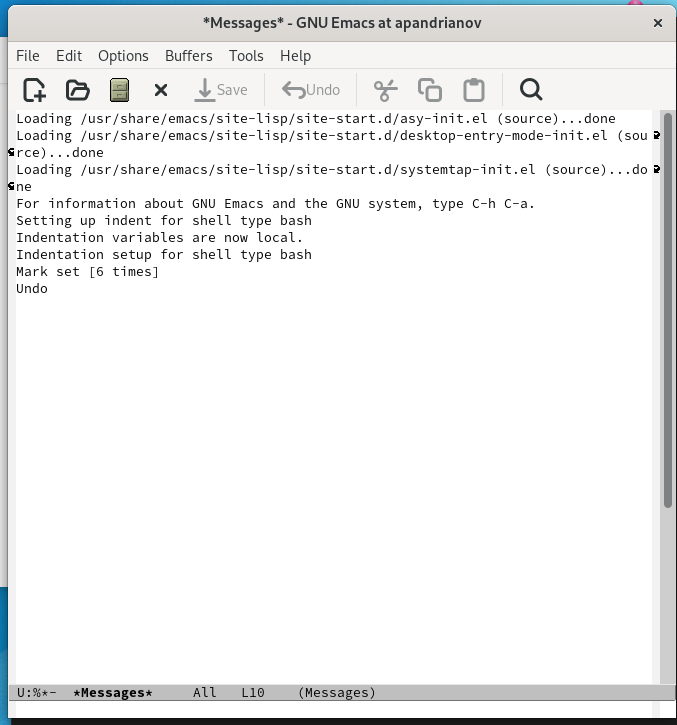 *Messages* - GNU Emacs at apandrianov
File Edit Options Buffers Tools Help
Save Undo
Loading /usr/share/emacs/site-lisp/site-start.d/asy-init.el (source)...done
Loading /usr/share/emacs/site-lisp/site-start.d/desktop-entry-mode-init.el (sou
rce)...done
Loading /usr/share/emacs/site-lisp/site-start.d/systemtap-init.el (source)...do
ne
For information about GNU Emacs and the GNU system, type C-h C-a.
Setting up indent for shell type bash
Indentation variables are now local.
Indentation setup for shell type bash
Mark set [6 times]
Undo
U:%*- *Messages* All L10 (Messages)